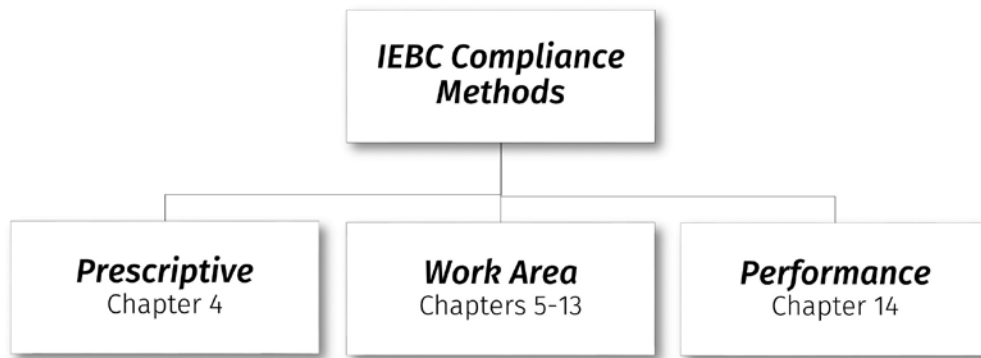 IEBC Compliance
Methods
Prescriptive
Chapter 4
Work Area
Chapters 5-13
Performance
Chapter 14